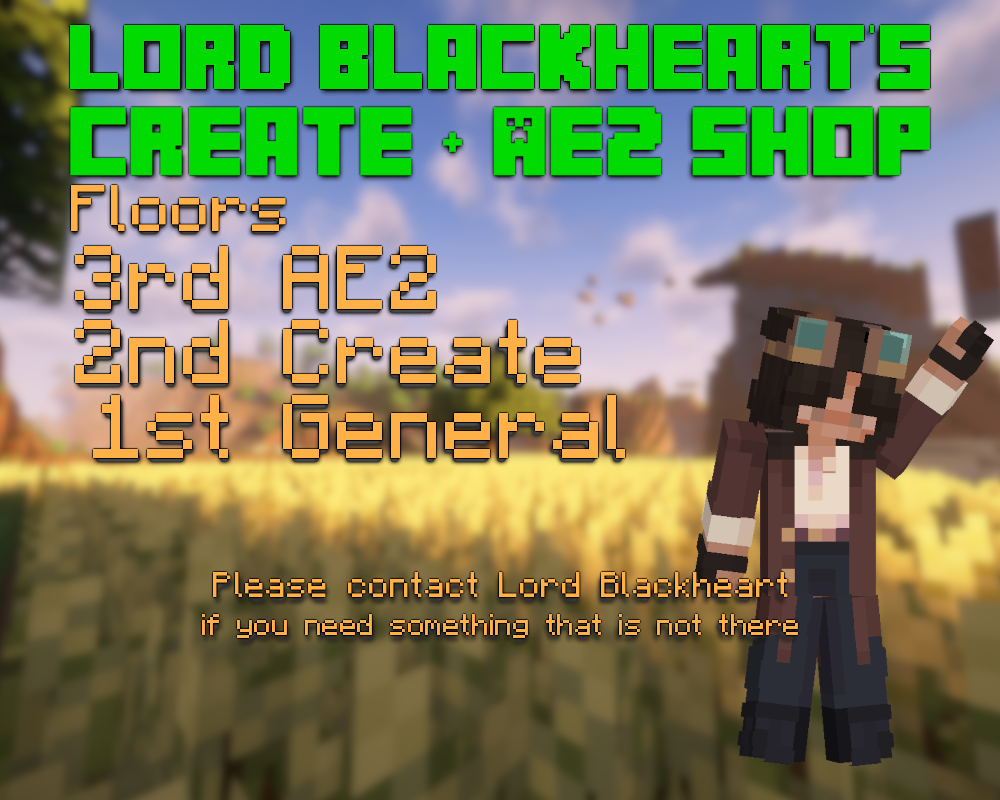 LORD BLACKHEART'S
CREATE + AE2 SHOP
Floors
3rd AE2
2nd Create
1st General
Please contact Lord Blackheart
if you need something that is not there